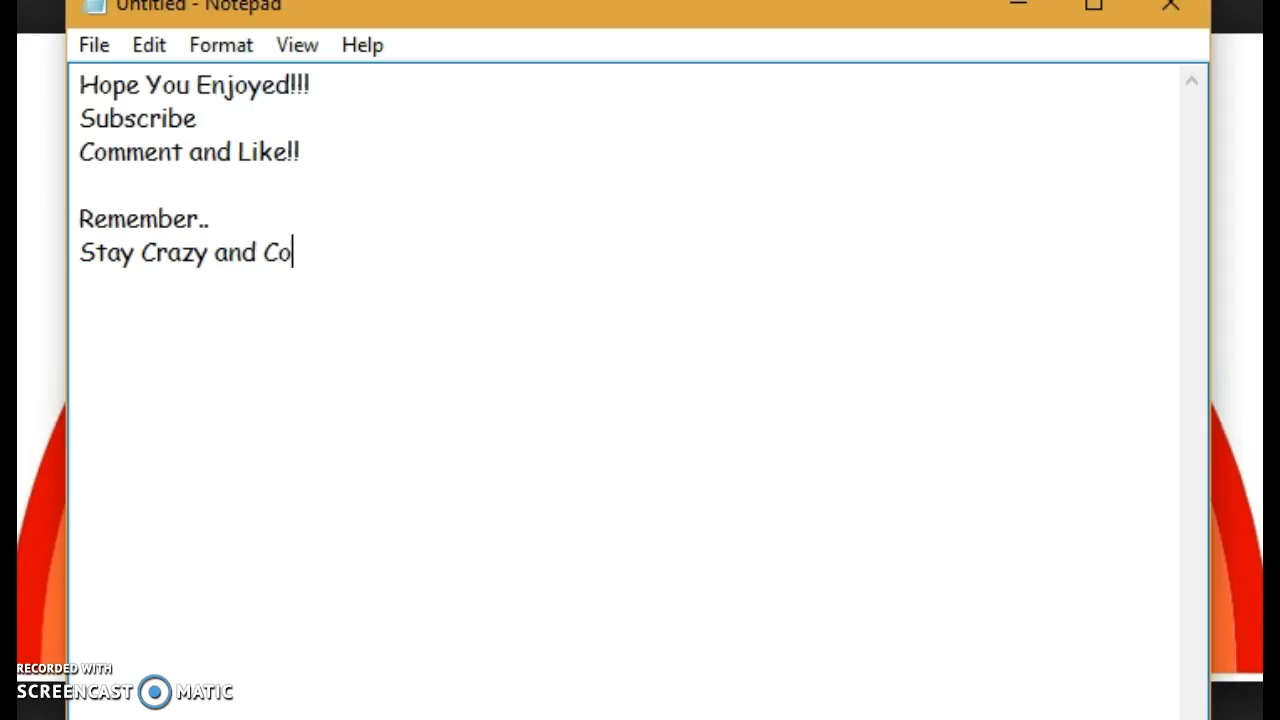 Untitled - Notepad
File Edit Format View Help
Hope You Enjoyed!!!
Subscribe
Comment and Like!!
Remember..
Stay Crazy and Co
RECORDED WITH
SCREENCAST MATIC